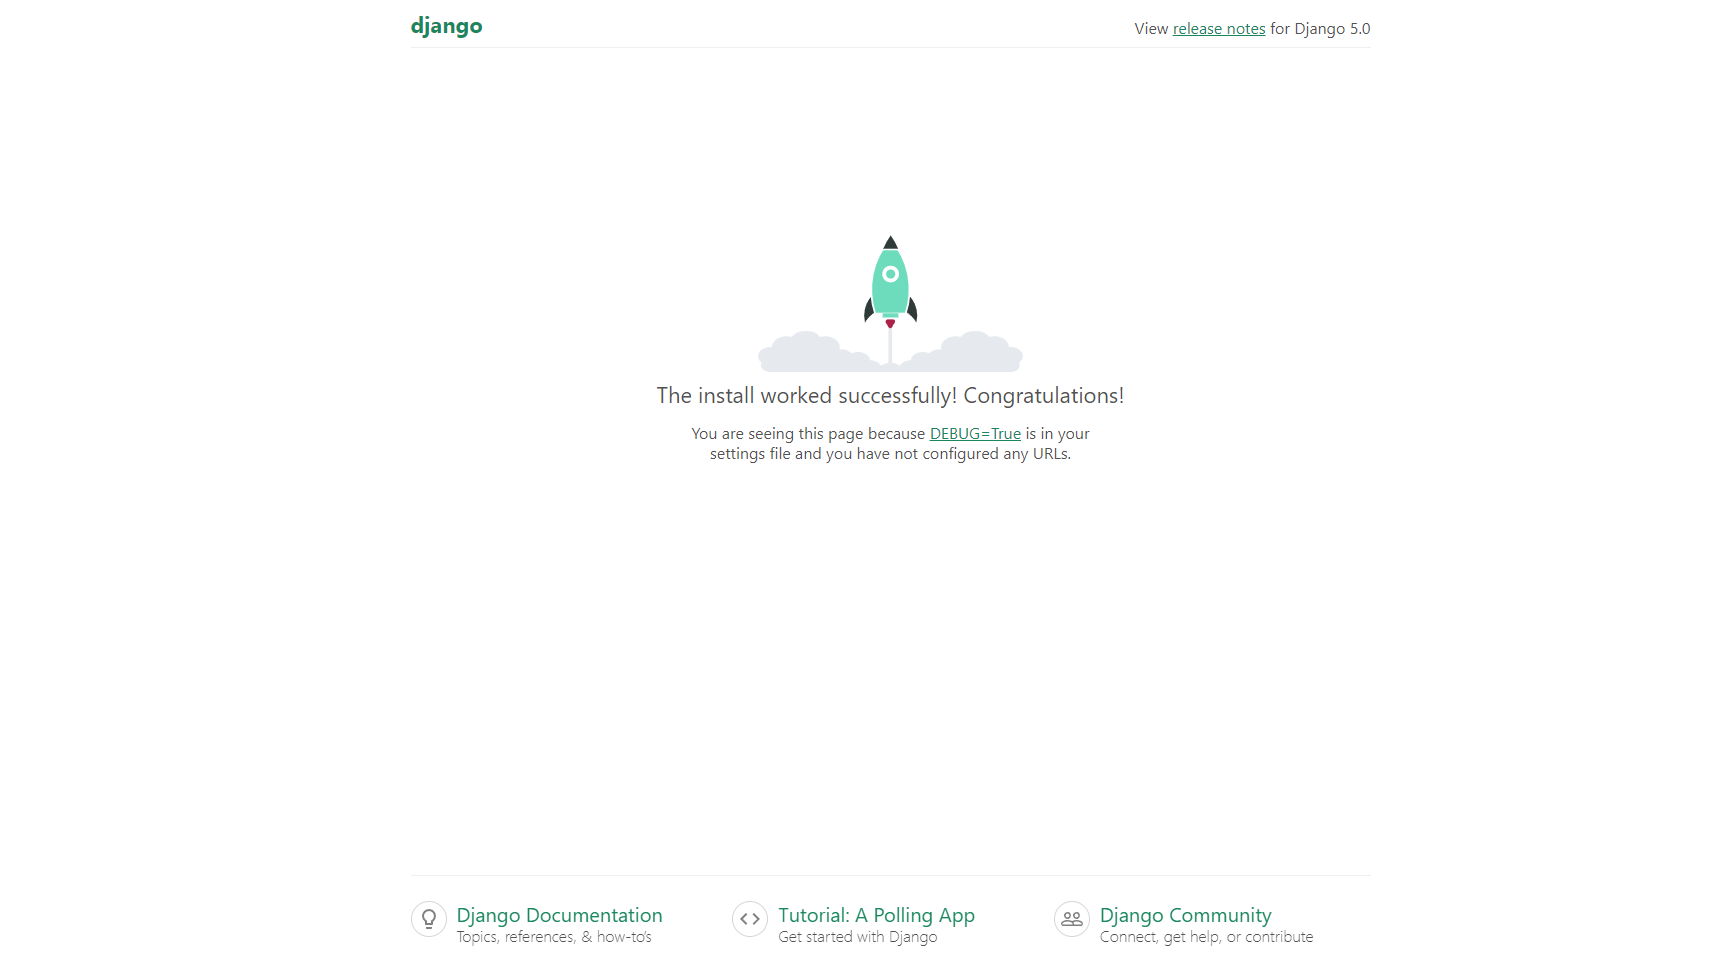 django
View release notes for Django 5.0
The install worked successfully! Congratulations!
You are seeing this page because DEBUG=True is in your
settings file and you have not configured any URLs.
Django Documentation
Topics, references, & how-to’s
Tutorial: A Polling App
Get started with Django
Django Community
Connect, get help, or contribute